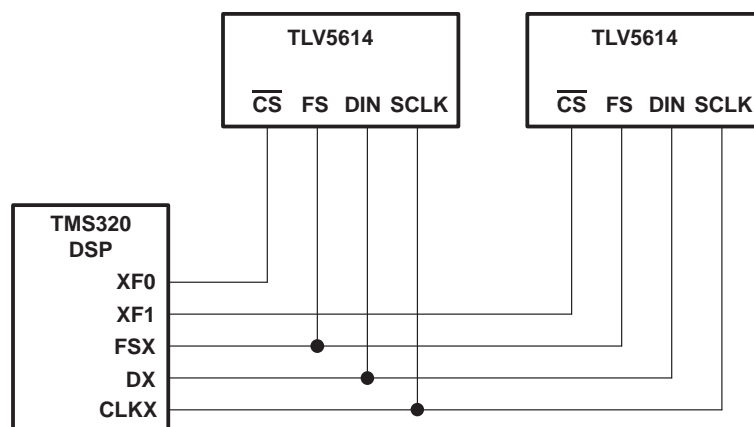 TLV5614
TLV5614
CS FS DIN SCLK
CS FS DIN SCLK
TMS320
DSP
XF0
XF1
FSX
DX
CLKX